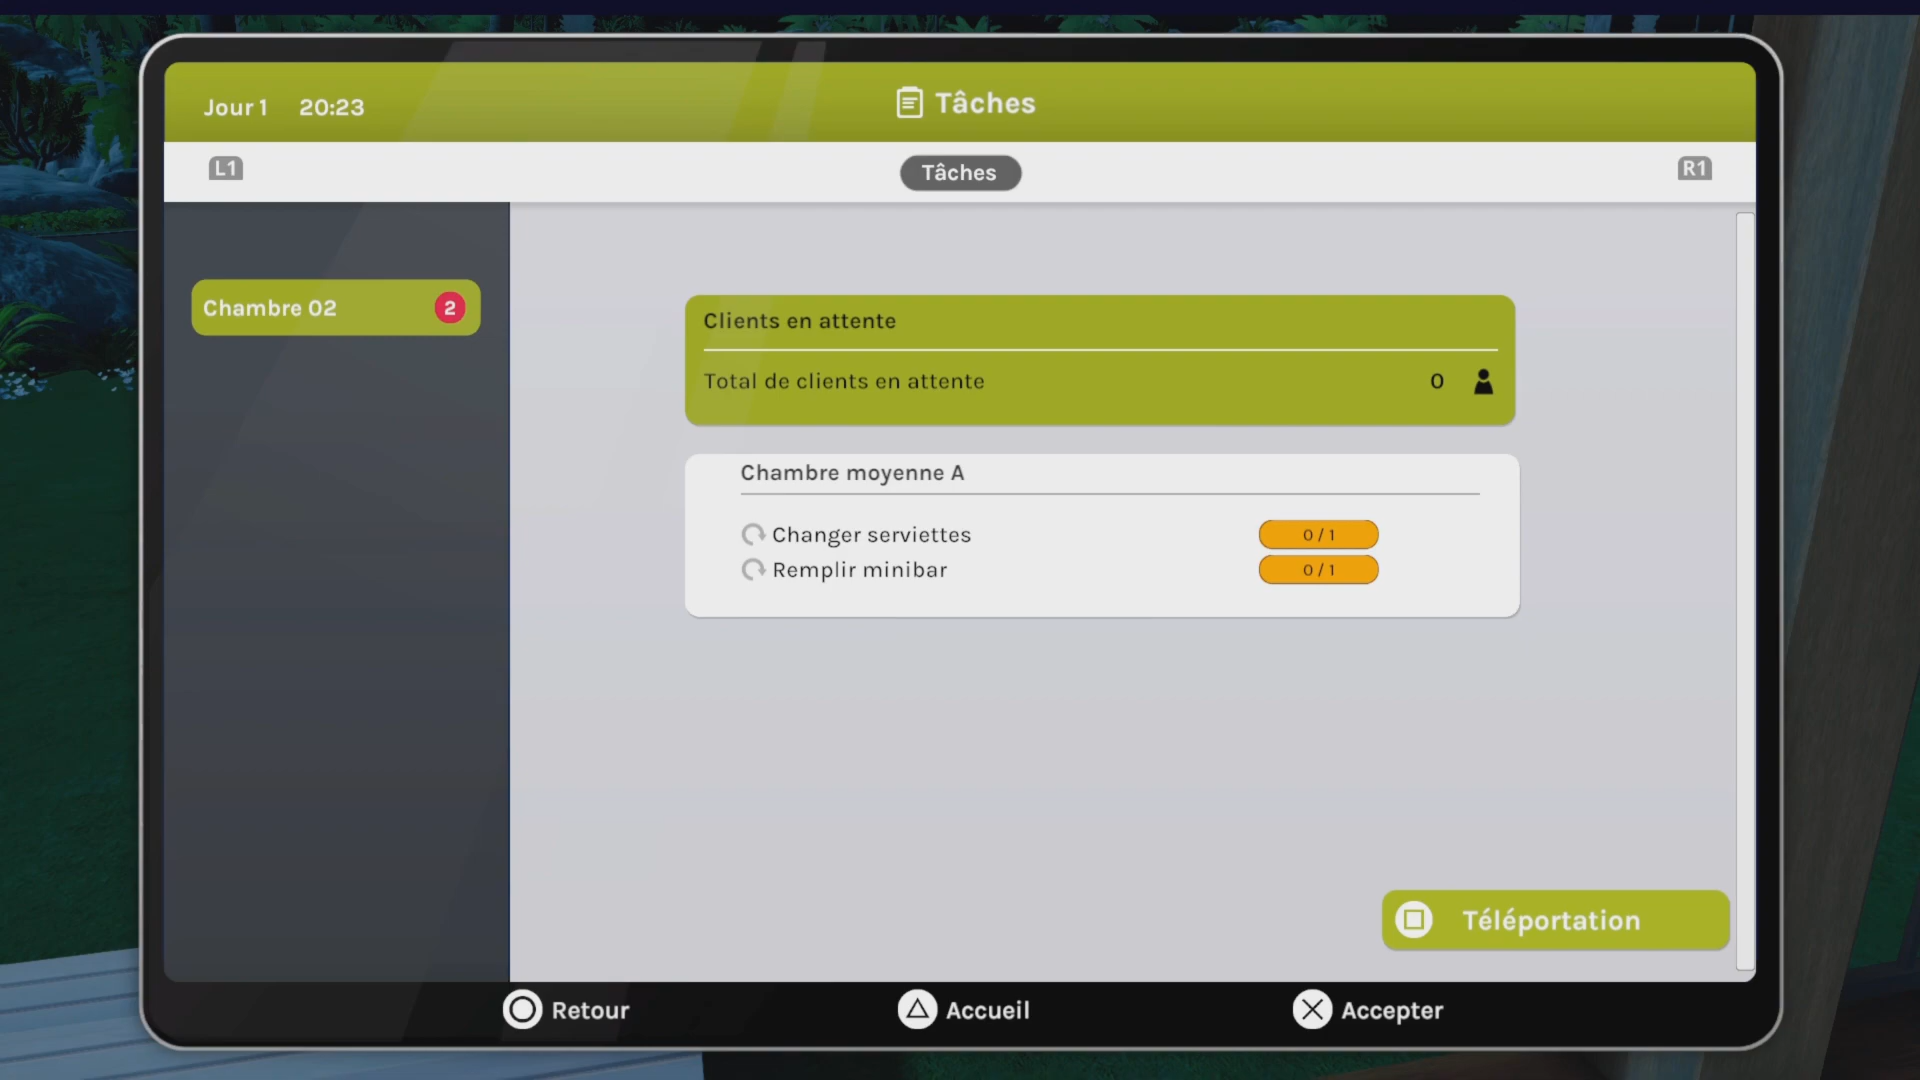 Jour 1 20:23
Tâches
L1
Tâches
R1
Chambre 02 2
Clients en attente
Total de clients en attente 0
Chambre moyenne A
Changer serviettes 0 / 1
Remplir minibar 0 / 1
Téléportation
Retour
Accueil
Accepter